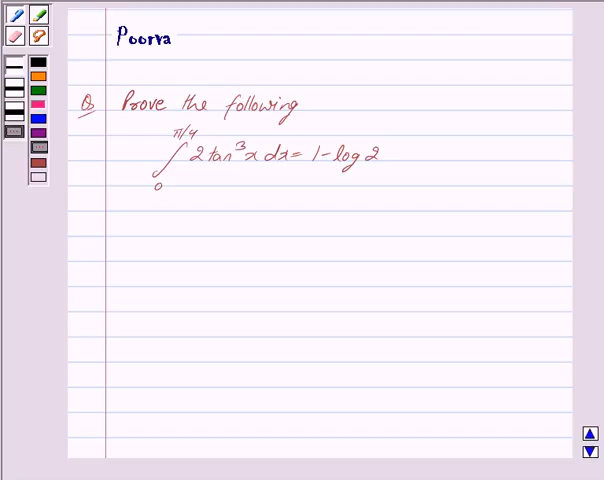 Poorva
Q Prove the following
π/4
∫ 2 tan³x dx = 1 - log 2
0